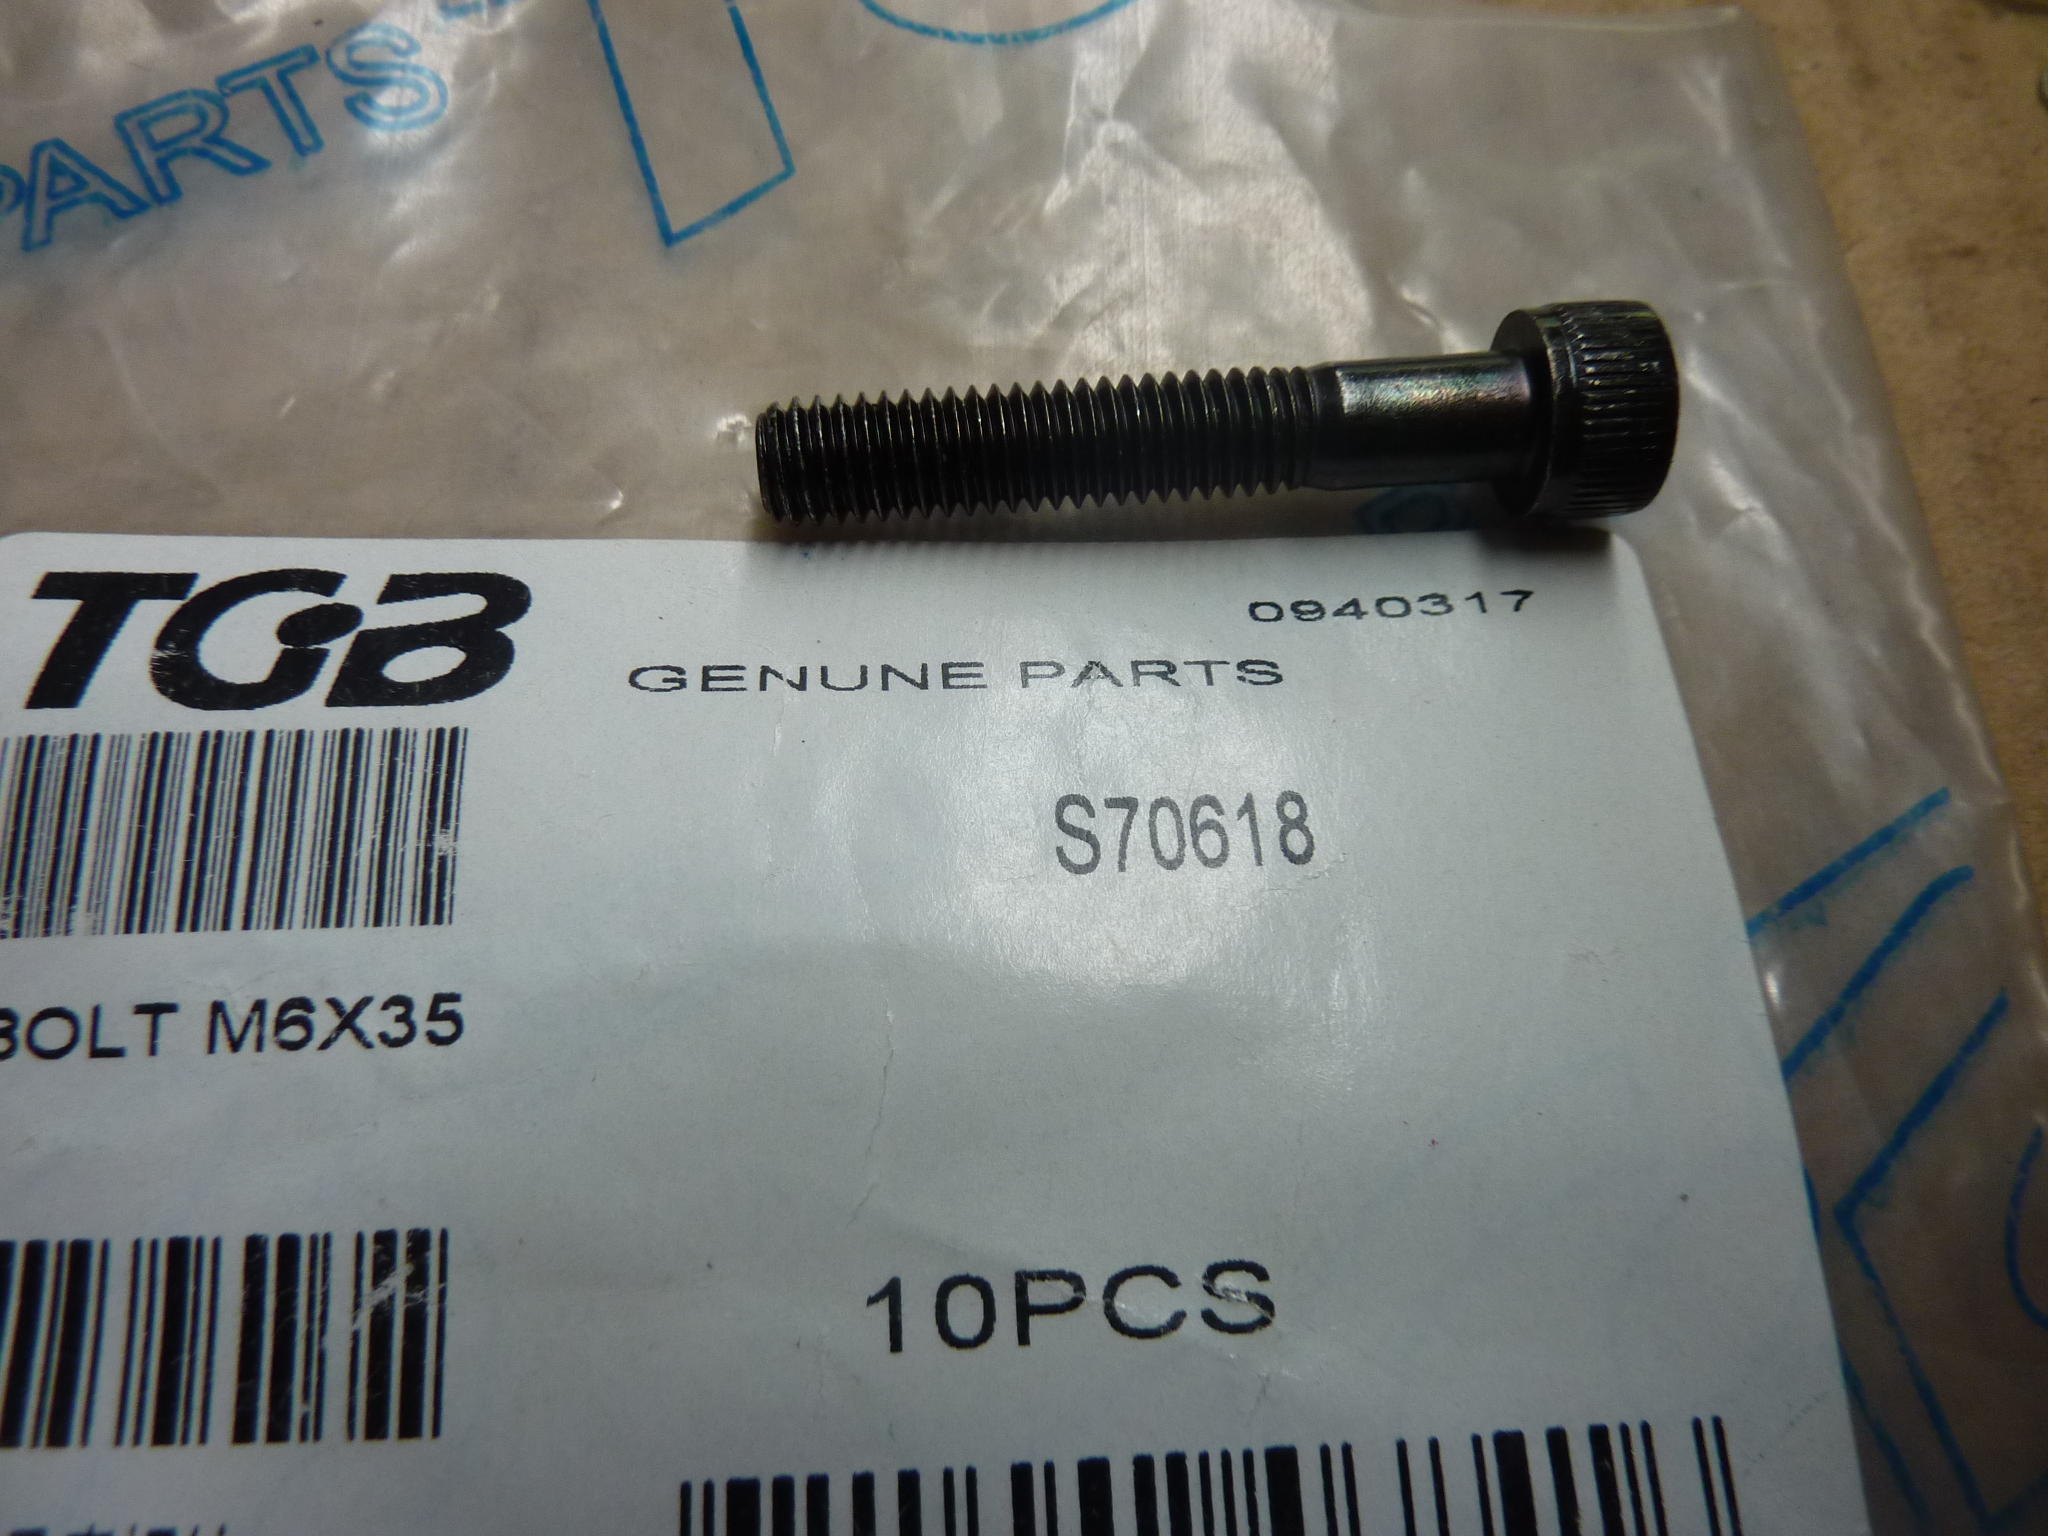 PARTS
TGB
0940317
GENUNE PARTS
S70618
BOLT M6X35
10PCS